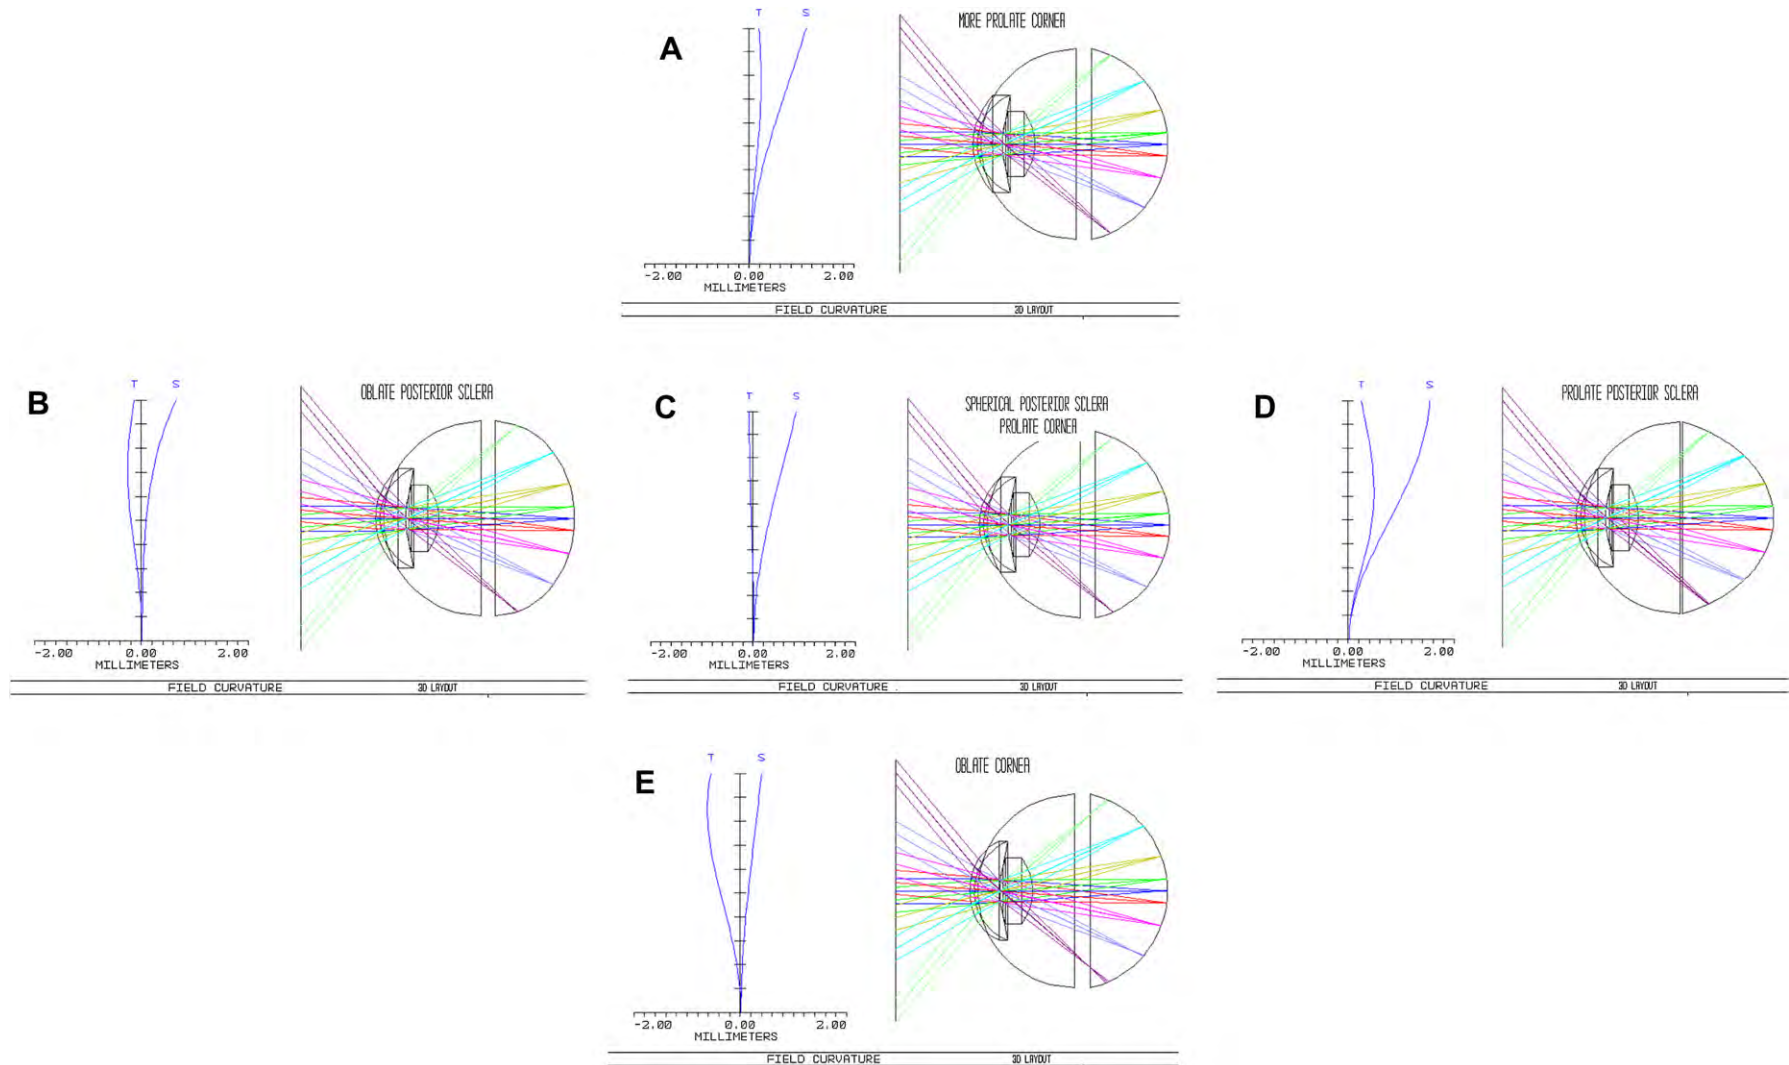 A
T S
MORE PROLATE CORNEA
-2.00 0.00 2.00
MILLIMETERS
FIELD CURVATURE 3D LAYOUT
B
T S
OBLATE POSTERIOR SCLERA
-2.00 0.00 2.00
MILLIMETERS
FIELD CURVATURE 3D LAYOUT
C
T S
SPHERICAL POSTERIOR SCLERA
PROLATE CORNEA
-2.00 0.00 2.00
MILLIMETERS
FIELD CURVATURE 3D LAYOUT
D
T S
PROLATE POSTERIOR SCLERA
-2.00 0.00 2.00
MILLIMETERS
FIELD CURVATURE 3D LAYOUT
E
T S
OBLATE CORNEA
-2.00 0.00 2.00
MILLIMETERS
FIELD CURVATURE 3D LAYOUT